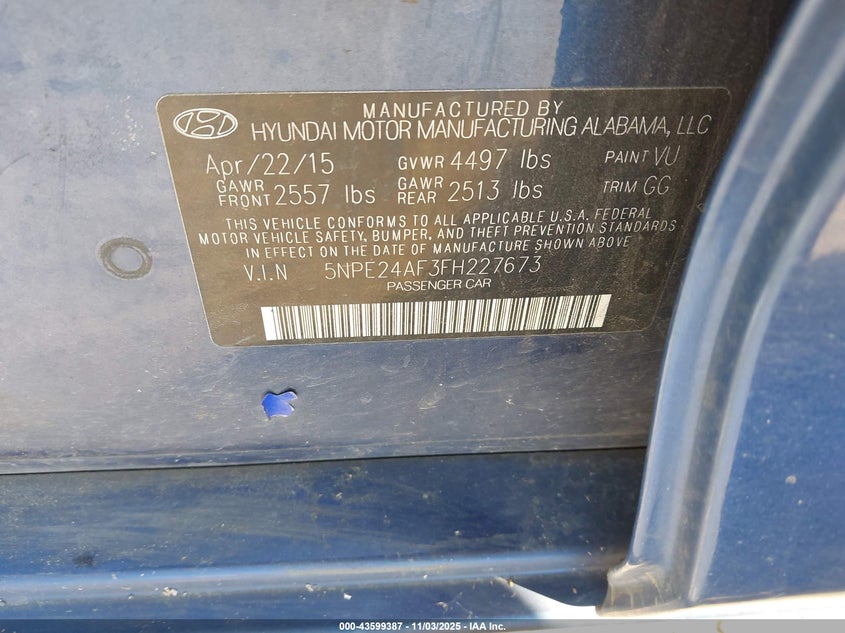 MANUFACTURED BY
HYUNDAI MOTOR MANUFACTURING ALABAMA, LLC
Apr/22/15 GVWR 4497 lbs PAINT VU
GAWR FRONT 2557 lbs GAWR REAR 2513 lbs TRIM GG
THIS VEHICLE CONFORMS TO ALL APPLICABLE U.S.A. FEDERAL
MOTOR VEHICLE SAFETY, BUMPER, AND THEFT PREVENTION STANDARDS
IN EFFECT ON THE DATE OF MANUFACTURE SHOWN ABOVE
V.I.N 5NPE24AF3FH227673
PASSENGER CAR
000-43599387 - 11/03/2025 - IAA Inc.